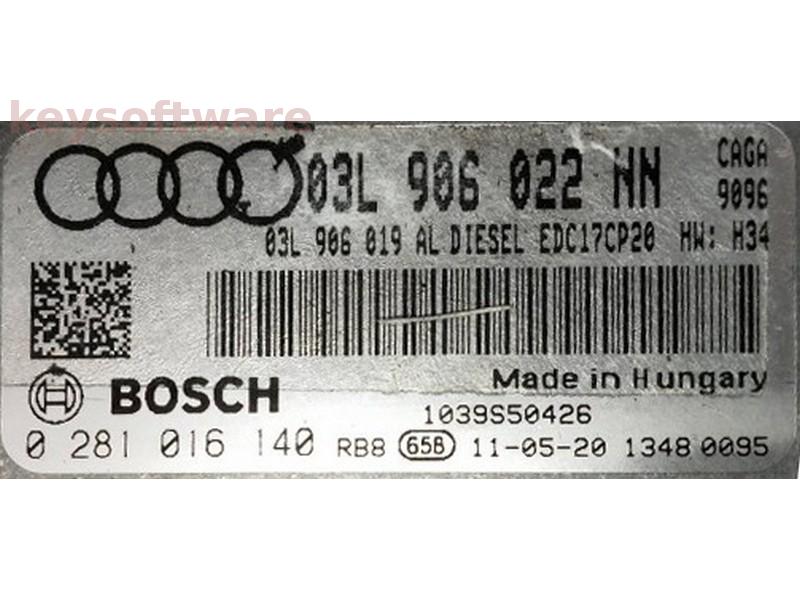 keysoftware
03L 906 022 NN CAGA
9096
03L 906 019 AL DIESEL EDC17CP20 HW: H34
Made in Hungary
BOSCH
1039S50426
0 281 016 140 RB8 65B 11-05-20 1348 0095